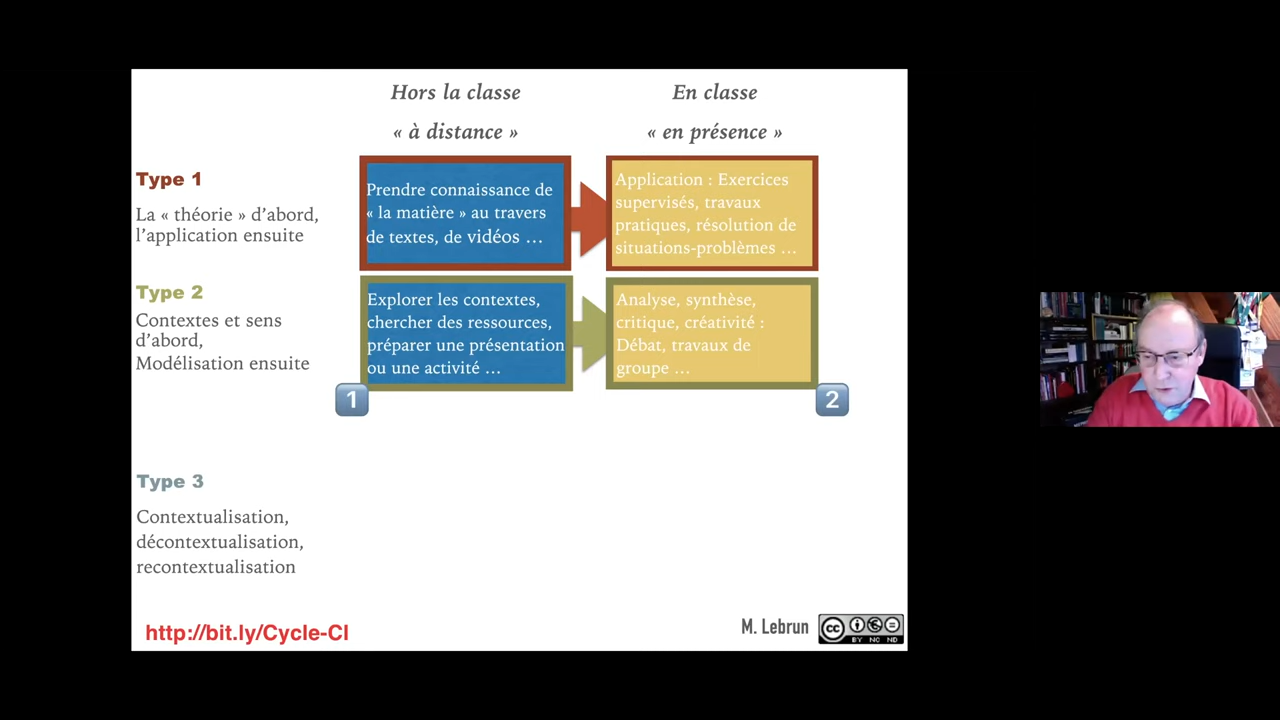 Hors la classe
« à distance »
En classe
« en présence »
Type 1
La « théorie » d’abord,
l’application ensuite
Prendre connaissance de
« la matière » au travers
de textes, de vidéos …
Application : Exercices
supervisés, travaux
pratiques, résolution de
situations-problèmes …
Type 2
Contextes et sens
d’abord,
Modélisation ensuite
Explorer les contextes,
chercher des ressources,
préparer une présentation
ou une activité …
Analyse, synthèse,
critique, créativité :
Débat, travaux de
groupe …
1
2
Type 3
Contextualisation,
décontextualisation,
recontextualisation
http://bit.ly/Cycle-CI
M. Lebrun
cc
BY NC ND